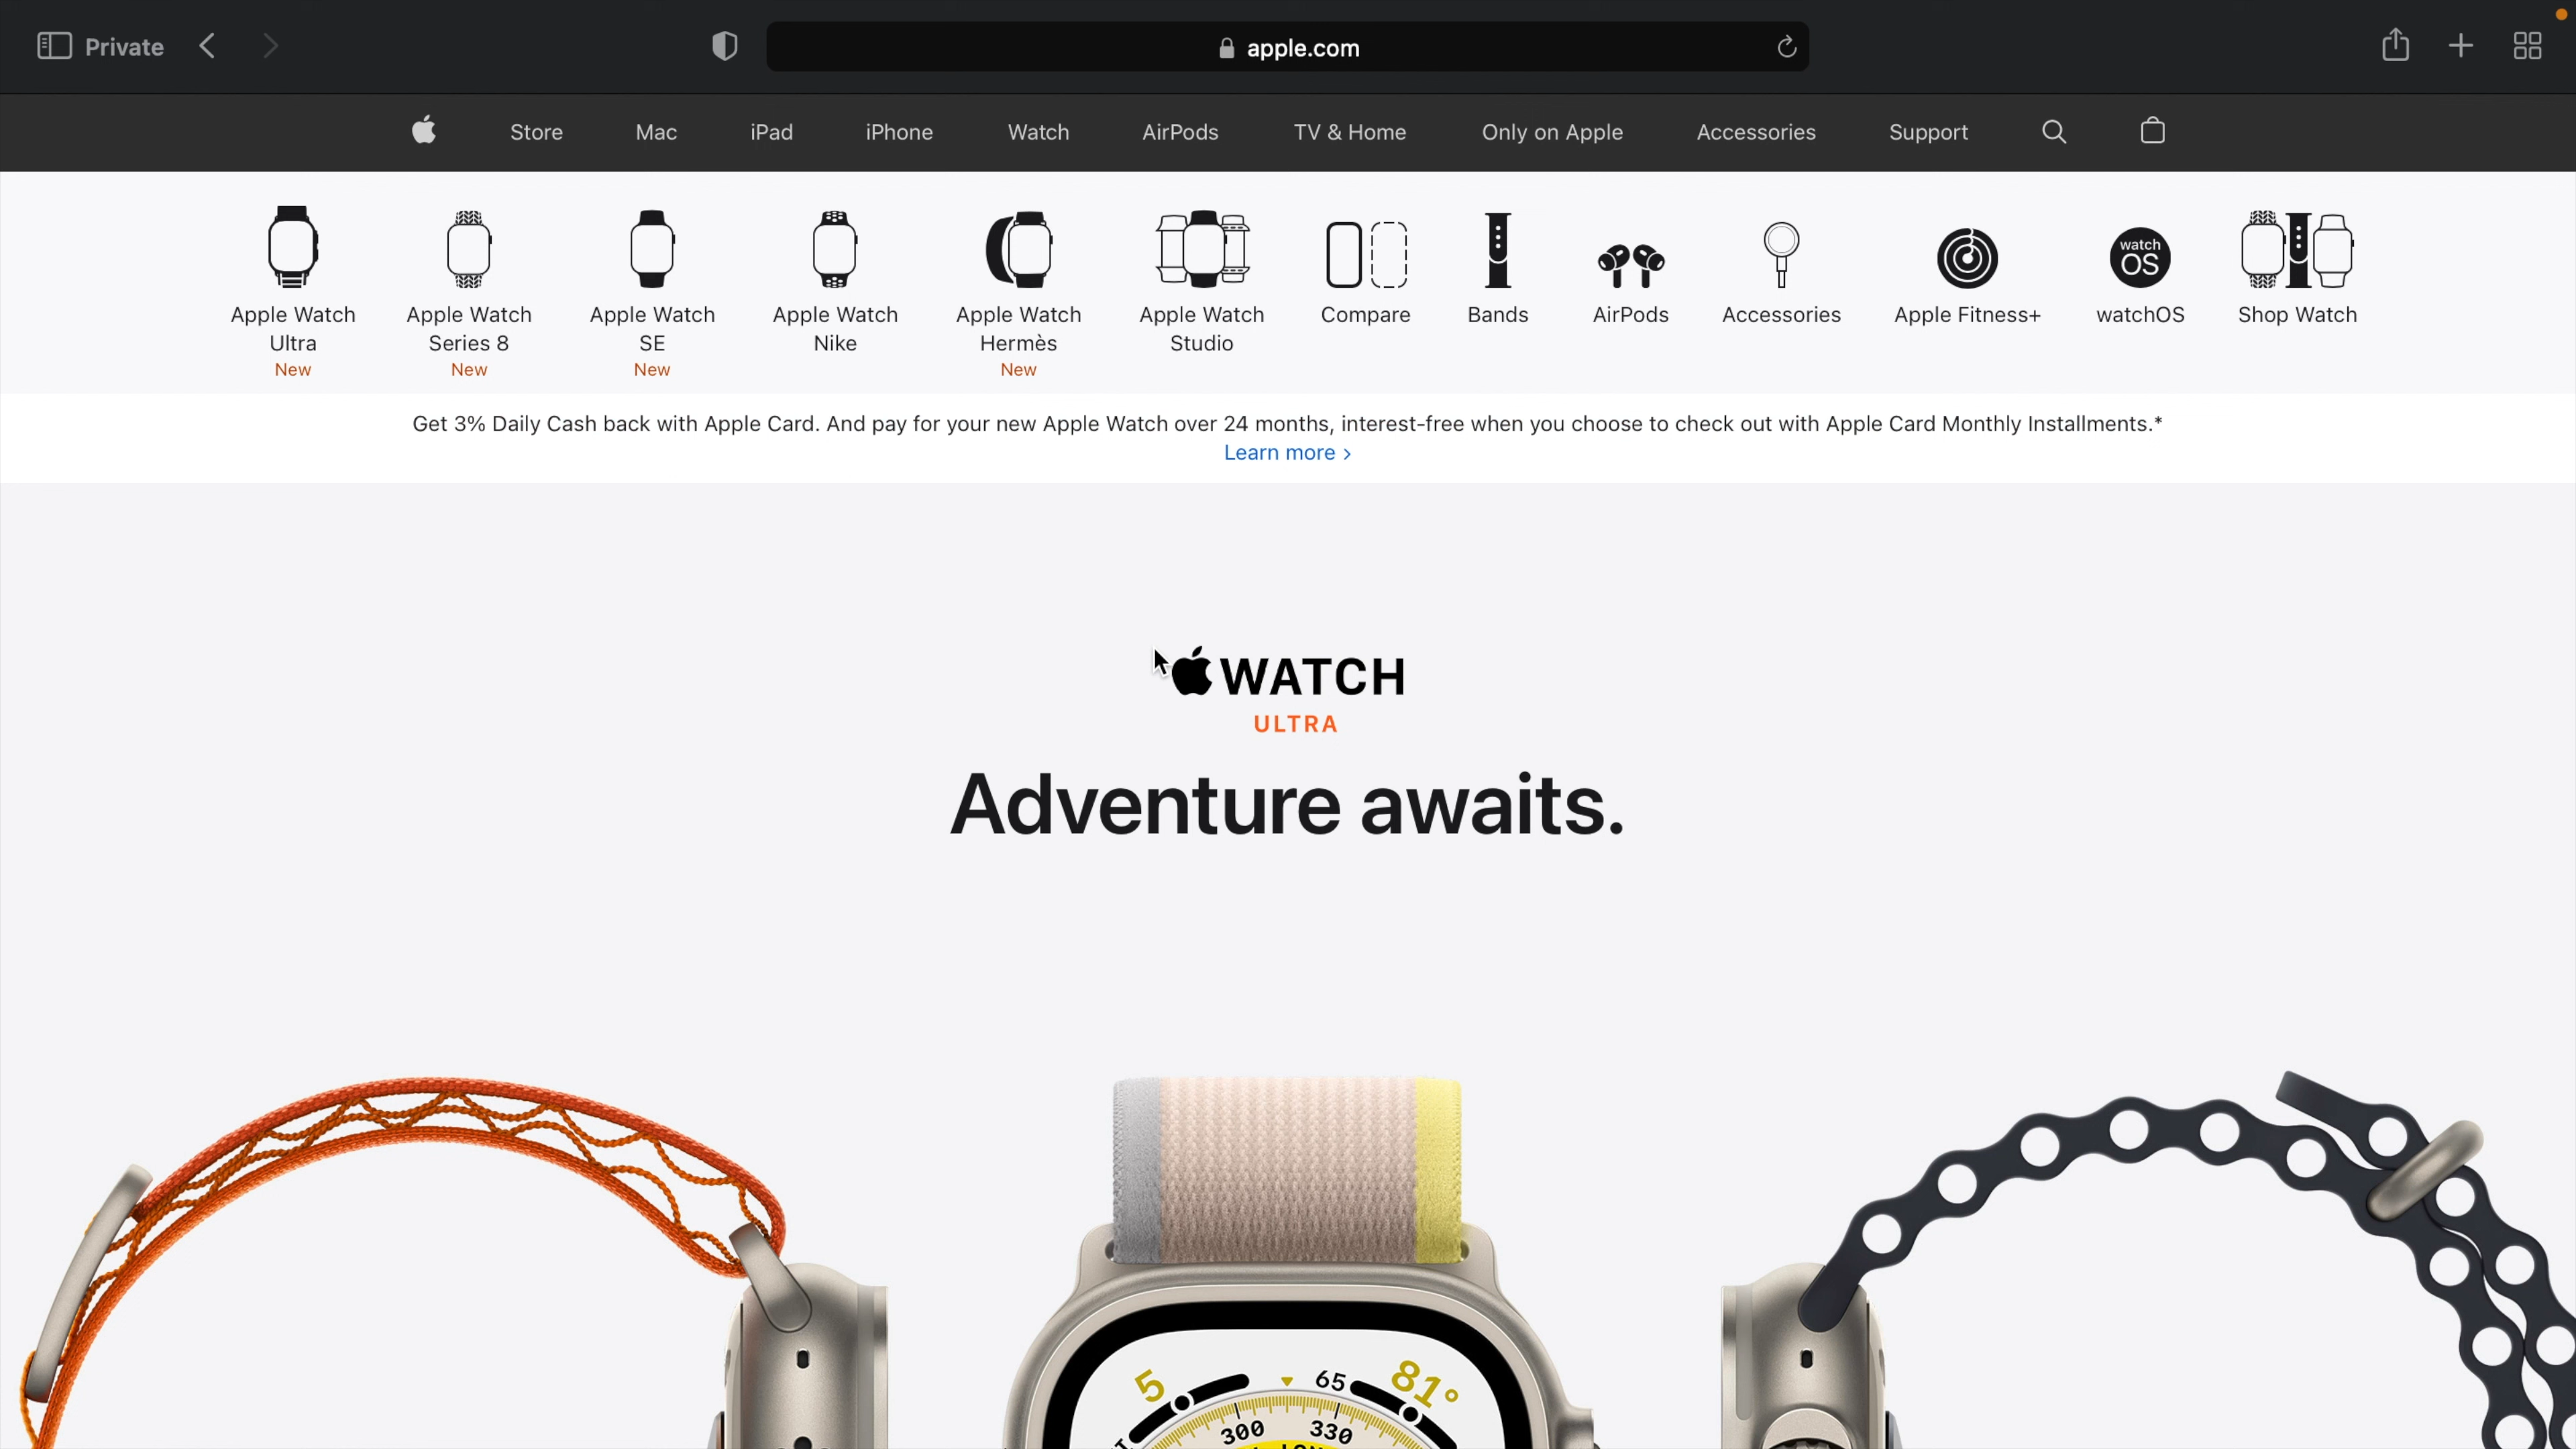 Private
apple.com
Store Mac iPad iPhone Watch AirPods TV & Home Only on Apple Accessories Support
Apple Watch Ultra New
Apple Watch Series 8 New
Apple Watch SE New
Apple Watch Nike
Apple Watch Hermès New
Apple Watch Studio
Compare
Bands
AirPods
Accessories
Apple Fitness+
watch OS
watchOS
Shop Watch
Get 3% Daily Cash back with Apple Card. And pay for your new Apple Watch over 24 months, interest-free when you choose to check out with Apple Card Monthly Installments.*
Learn more >
WATCH
ULTRA
Adventure awaits.
5 65 81°
300 330